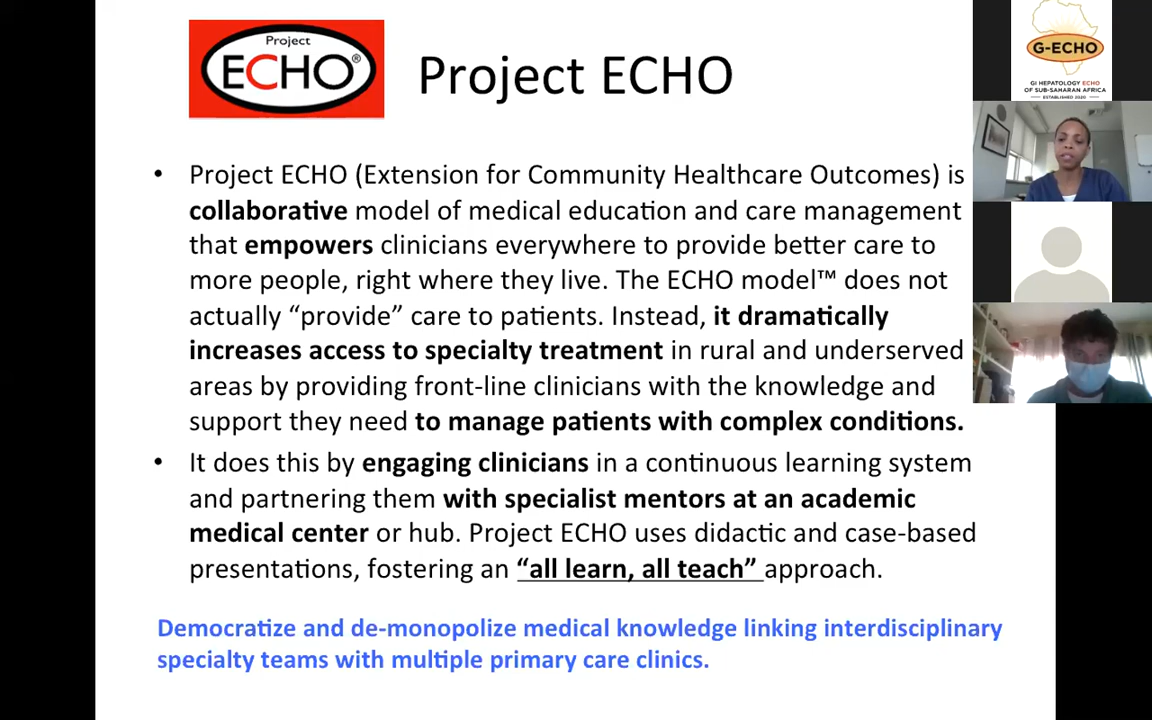 Project
ECHO®
Project ECHO
G-ECHO
GI HEPATOLOGY ECHO
OF SUB-SAHARAN AFRICA
ESTABLISHED 2020
• Project ECHO (Extension for Community Healthcare Outcomes) is
collaborative model of medical education and care management
that empowers clinicians everywhere to provide better care to
more people, right where they live. The ECHO model™ does not
actually “provide” care to patients. Instead, it dramatically
increases access to specialty treatment in rural and underserved
areas by providing front-line clinicians with the knowledge and
support they need to manage patients with complex conditions.
• It does this by engaging clinicians in a continuous learning system
and partnering them with specialist mentors at an academic
medical center or hub. Project ECHO uses didactic and case-based
presentations, fostering an “all learn, all teach” approach.
Democratize and de-monopolize medical knowledge linking interdisciplinary
specialty teams with multiple primary care clinics.